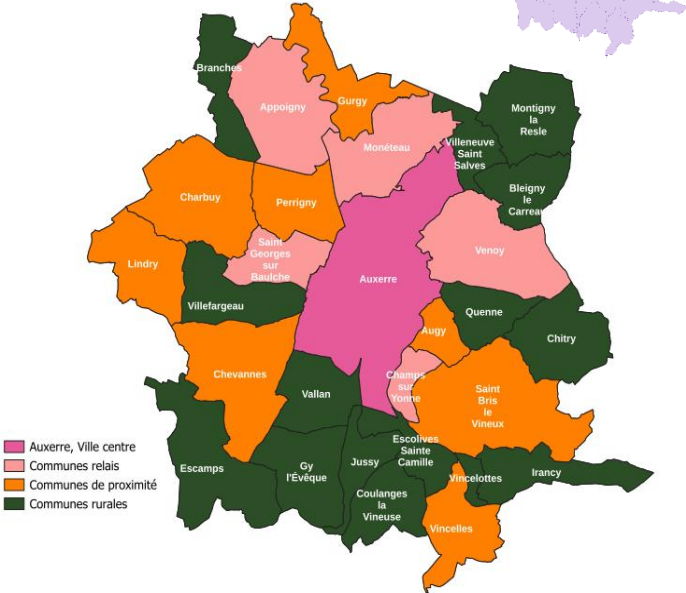 Branches
Appoigny
Gurgy
Montigny
la
Resle
Monéteau
Villeneuve
Saint
Salves
Bleigny
le
Carreau
Charbuy
Perrigny
Saint
Georges
sur
Baulche
Venoy
Lindry
Auxerre
Villefargeau
Quenne
Augy
Chitry
Chevannes
Champs
sur
Yonne
Vallan
Saint
Bris
le
Vineux
Escolives
Sainte
Camille
Escamps
Gy
l'Évêque
Jussy
Vincelottes
Irancy
Coulanges
la
Vineuse
Vincelles
Auxerre, Ville centre
Communes relais
Communes de proximité
Communes rurales